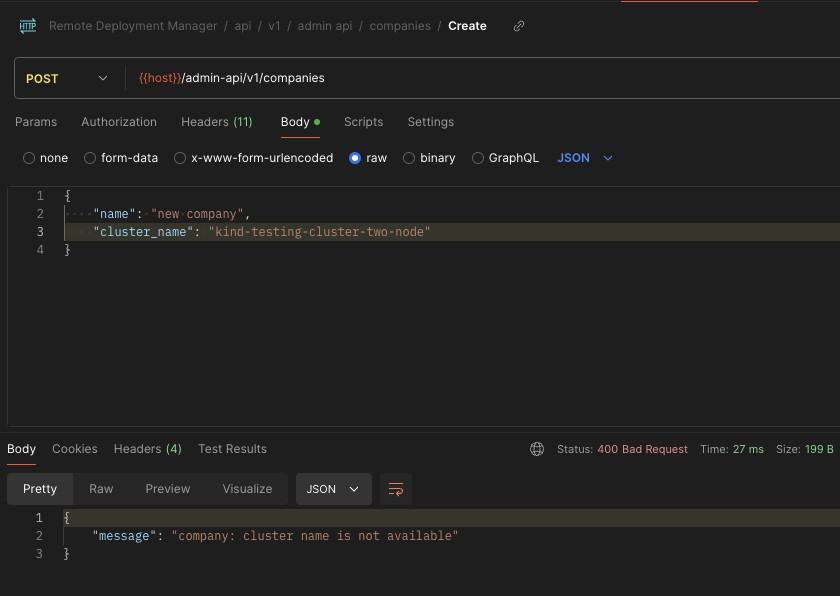 HTTP Remote Deployment Manager / api / v1 / admin api / companies / Create
POST {{host}}/admin-api/v1/companies
Params Authorization Headers (11) Body Scripts Settings
none form-data x-www-form-urlencoded raw binary GraphQL JSON
1 {
2 "name": "new company",
3 "cluster_name": "kind-testing-cluster-two-node"
4 }
Body Cookies Headers (4) Test Results Status: 400 Bad Request Time: 27 ms Size: 199 B
Pretty Raw Preview Visualize JSON
1 {
2 "message": "company: cluster name is not available"
3 }